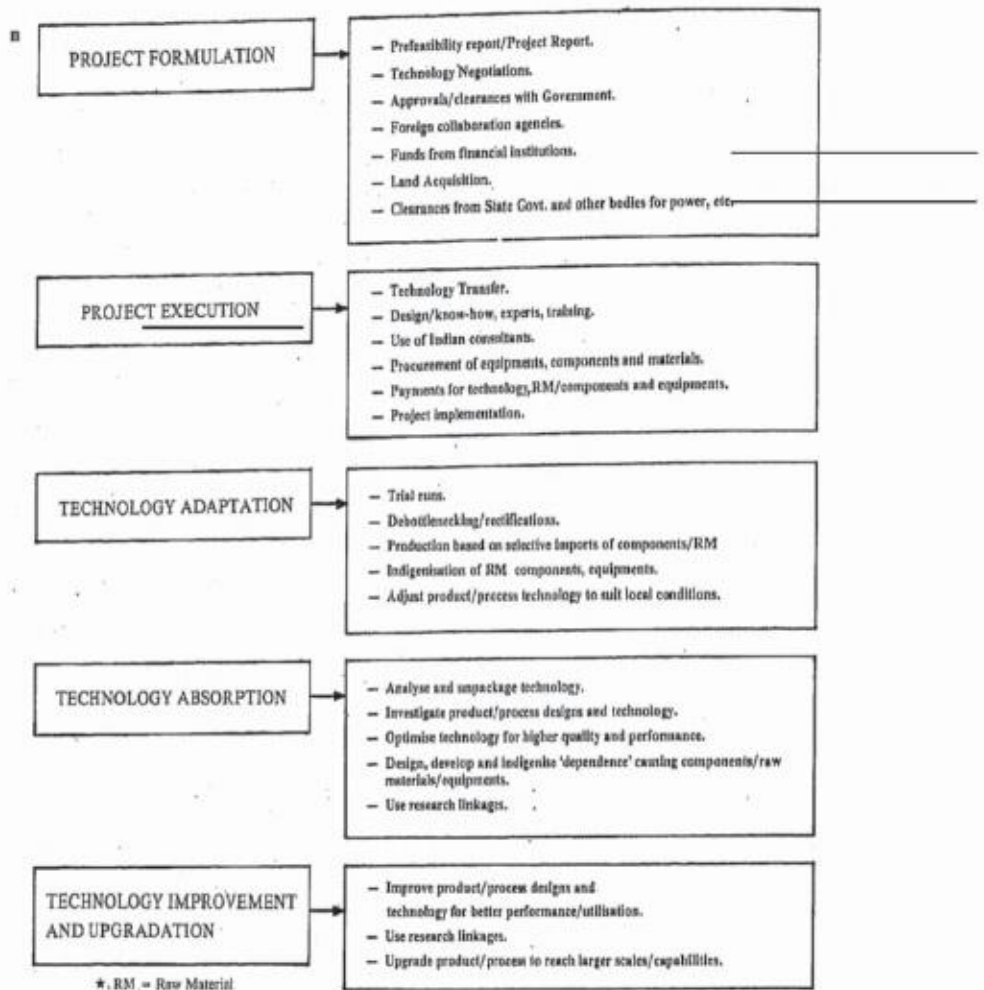 n
PROJECT FORMULATION
— Prefeasibility report/Project Report.
— Technology Negotiations.
— Approvals/clearances with Government.
— Foreign collaboration agencies.
— Funds from financial institutions.
— Land Acquisition.
— Clearances from State Govt. and other bodies for power, etc.
PROJECT EXECUTION
— Technology Transfer.
— Design/know-how, experts, training.
— Use of Indian consultants.
— Procurement of equipments, components and materials.
— Payments for technology, RM/components and equipments.
— Project implementation.
TECHNOLOGY ADAPTATION
— Trial runs.
— Debottlenecking/rectifications.
— Production based on selective imports of components/RM
— Indigenisation of RM components, equipments.
— Adjust product/process technology to suit local conditions.
TECHNOLOGY ABSORPTION
— Analyse and unpackage technology.
— Investigate product/process designs and technology.
— Optimise technology for higher quality and performance.
— Design, develop and indigenise 'dependence' causing components/raw
materials/equipments.
— Use research linkages.
TECHNOLOGY IMPROVEMENT
AND UPGRADATION
— Improve product/process designs and
technology for better performance/utilisation.
— Use research linkages.
— Upgrade product/process to reach larger scales/capabilities.
★. RM = Raw Material